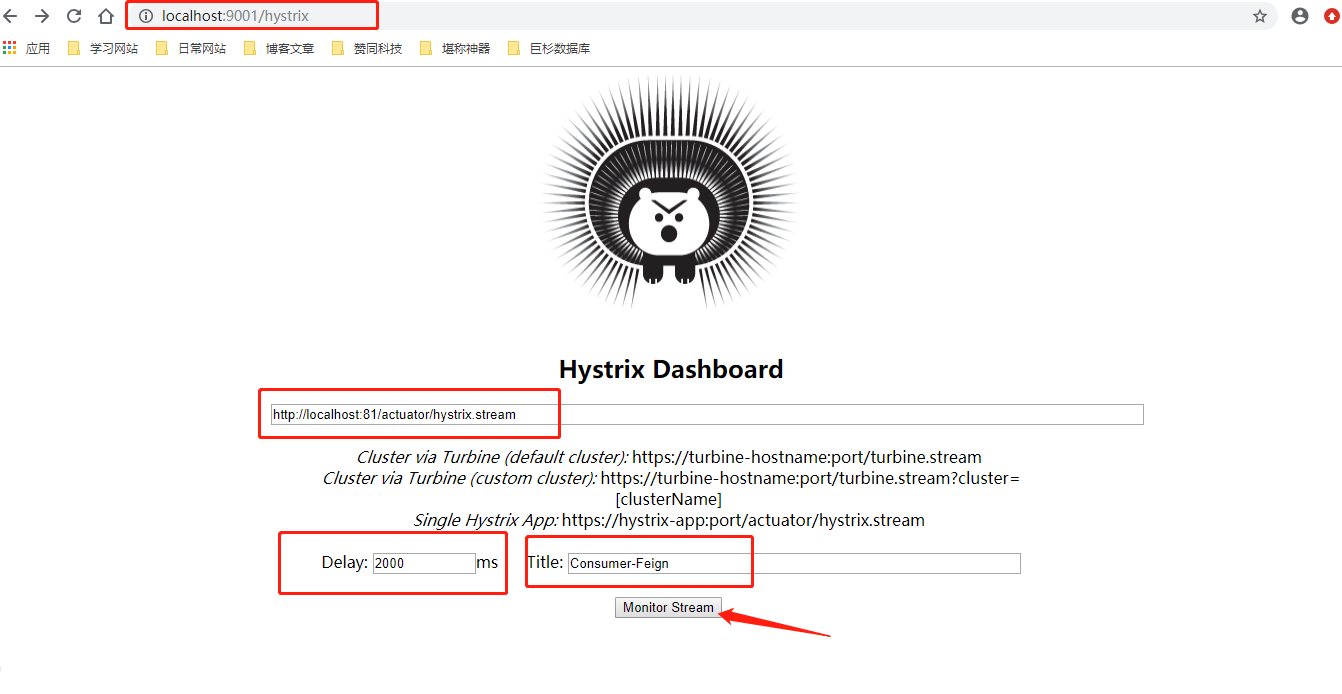 localhost:9001/hystrix
应用 学习网站 日常网站 博客文章 赞同科技 堪称神器 巨杉数据库
Hystrix Dashboard
http://localhost:81/actuator/hystrix.stream
Cluster via Turbine (default cluster): https://turbine-hostname:port/turbine.stream
Cluster via Turbine (custom cluster): https://turbine-hostname:port/turbine.stream?cluster=
[clusterName]
Single Hystrix App: https://hystrix-app:port/actuator/hystrix.stream
Delay: 2000 ms Title: Consumer-Feign
Monitor Stream